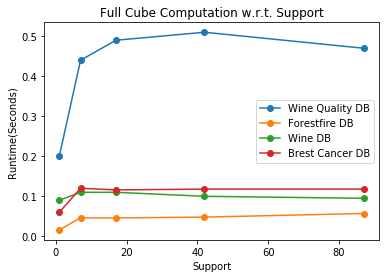 Full Cube Computation w.r.t. Support
Runtime(Seconds)
0.5
0.4
0.3
0.2
0.1
0.0
Wine Quality DB
Forestfire DB
Wine DB
Brest Cancer DB
0 20 40 60 80
Support